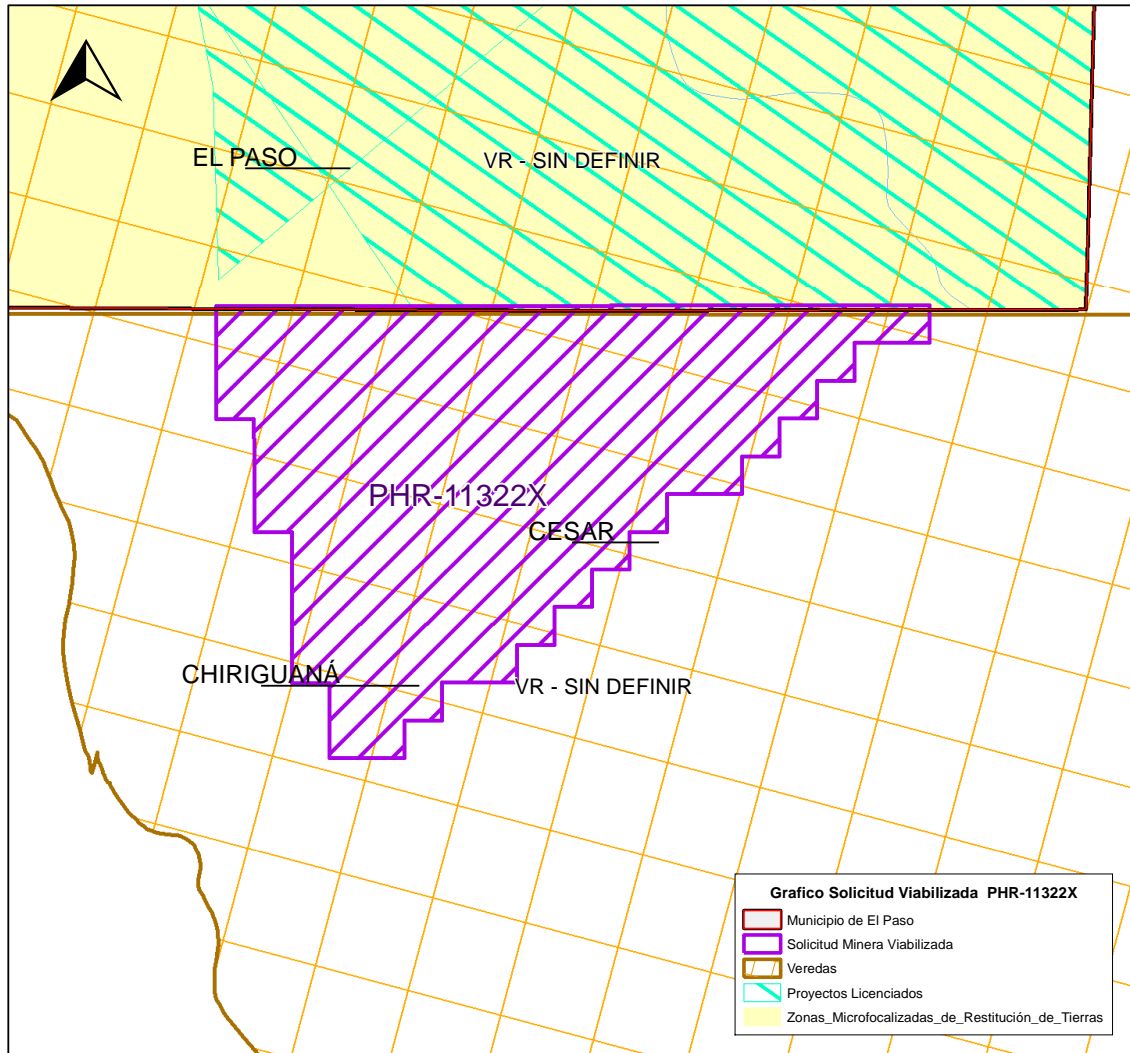 EL PASO
VR - SIN DEFINIR
PHR-11322X
CESAR
CHIRIGUANÁ
VR - SIN DEFINIR
Grafico Solicitud Viabilizada PHR-11322X
Municipio de El Paso
Solicitud Minera Viabilizada
Veredas
Proyectos Licenciados
Zonas_Microfocalizadas_de_Restitución_de_Tierras